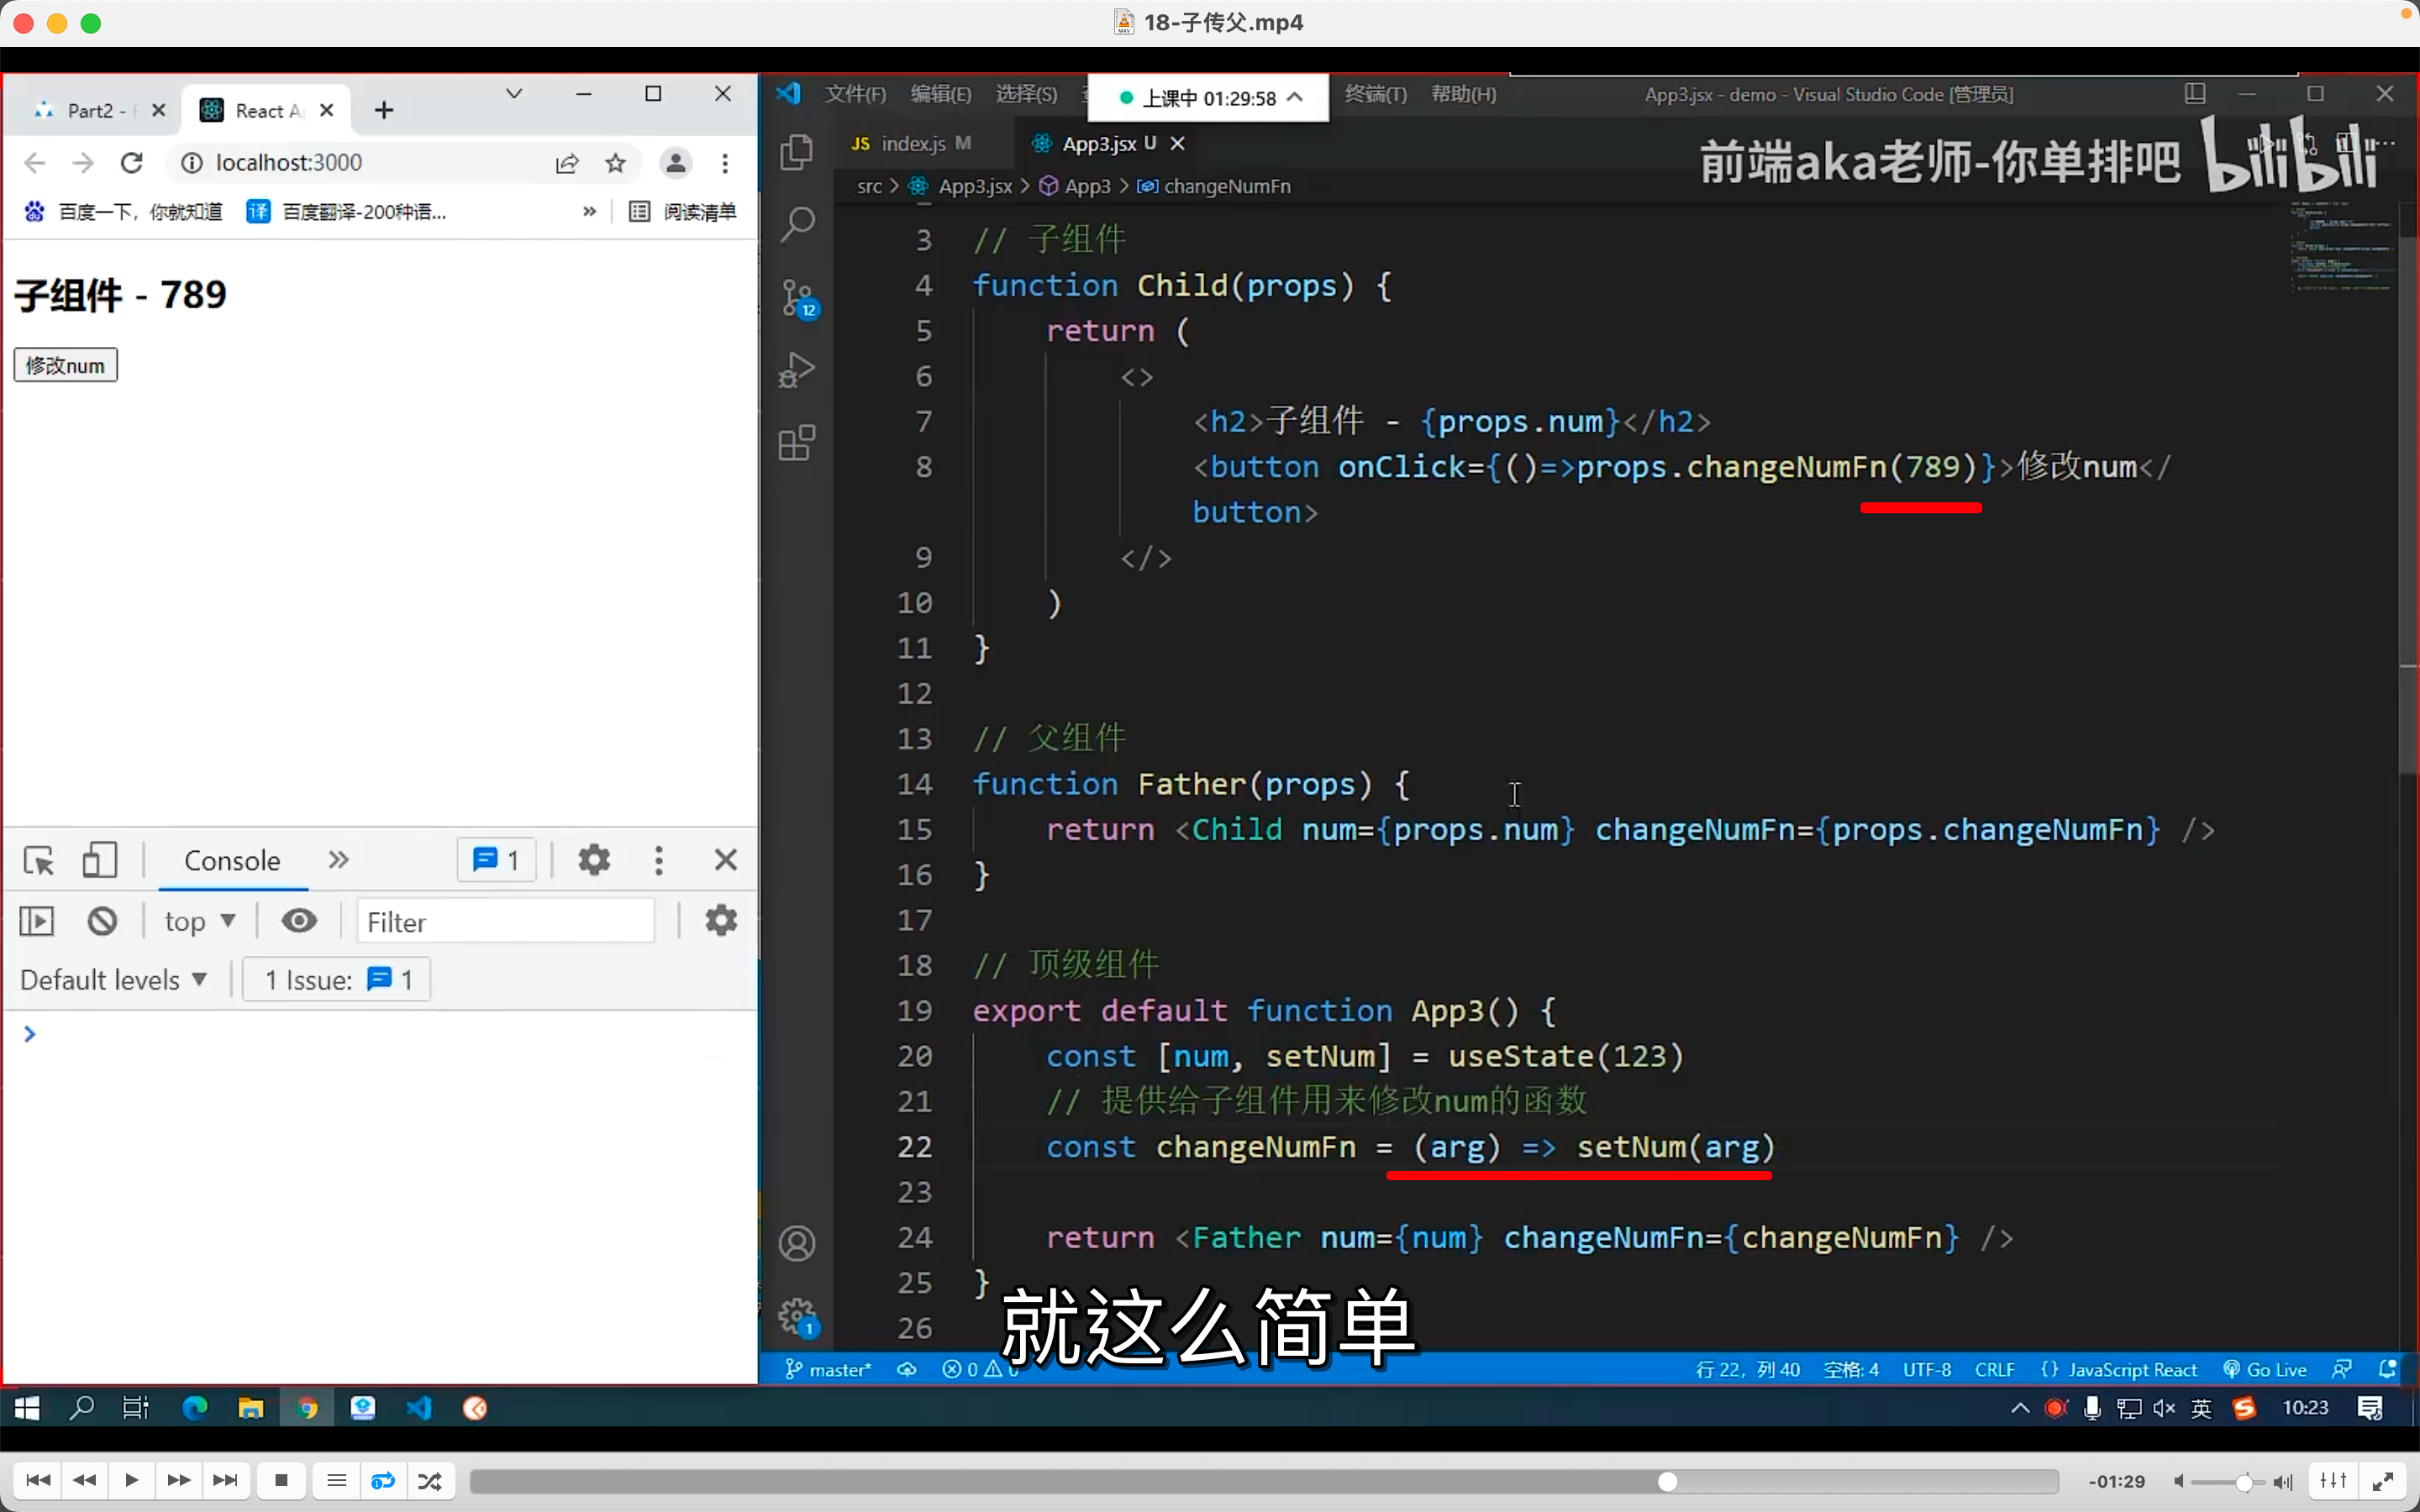 18-子传父.mp4
Part2 -
React A
localhost:3000
百度一下，你就知道
译
百度翻译-200种语...
»
阅读清单
子组件 - 789
修改num
Console
»
1
top
Filter
Default levels
1 Issue:
1
文件(F)
编辑(E)
选择(S)
上课中 01:29:58
终端(T)
帮助(H)
App3.jsx - demo - Visual Studio Code [管理员]
JS index.js M
App3.jsx U
前端aka老师-你单排吧 bilibili
src > App3.jsx > App3 > changeNumFn
12
3 // 子组件
4 function Child(props) {
5 return (
6 <>
7 <h2>子组件 - {props.num}</h2>
8 <button onClick={()=>props.changeNumFn(789)}>修改num</
button>
9 </>
10 )
11 }
12
13 // 父组件
14 function Father(props) {
15 return <Child num={props.num} changeNumFn={props.changeNumFn} />
16 }
17
18 // 顶级组件
19 export default function App3() {
20 const [num, setNum] = useState(123)
21 // 提供给子组件用来修改num的函数
22 const changeNumFn = (arg) => setNum(arg)
23
24 return <Father num={num} changeNumFn={changeNumFn} />
25 }
26
就这么简单
1
master*
0
行 22，列 40
空格: 4
UTF-8
CRLF
{} JavaScript React
Go Live
英
10:23
-01:29